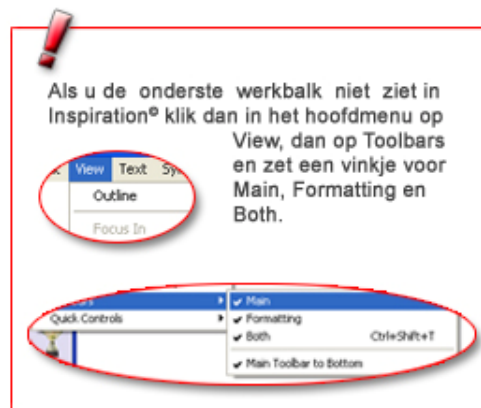 Als u de onderste werkbalk niet ziet in
Inspiration© klik dan in het hoofdmenu op
View, dan op Toolbars
en zet een vinkje voor
Main, Formatting en
Both.
View Text
Outline
Focus In
Main
Quick Controls
Formatting
Both Ctrl+Shift+T
Main Toolbar to Bottom